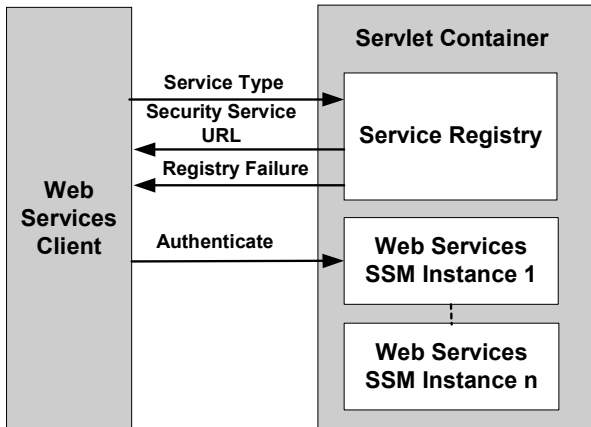 Servlet Container
Service Type
Security Service
URL
Service Registry
Registry Failure
Web
Services
Client
Authenticate
Web Services
SSM Instance 1
Web Services
SSM Instance n